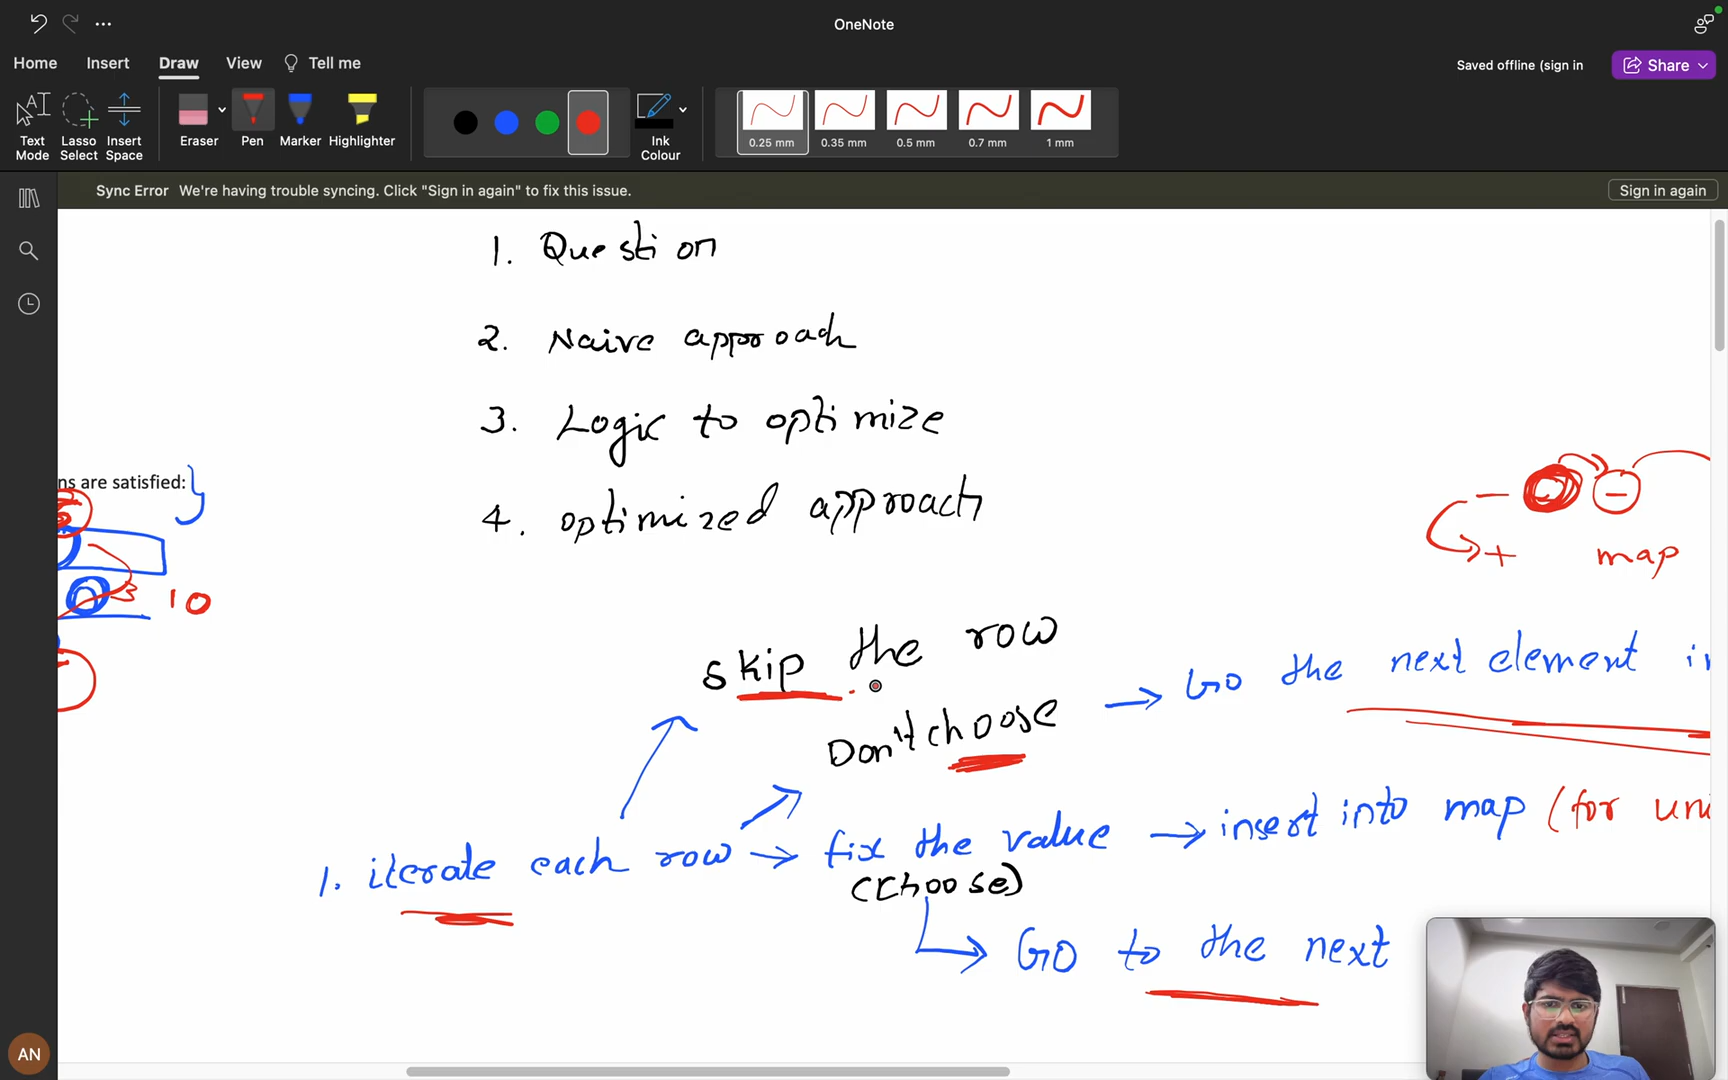 OneNote
Home Insert Draw View Tell me
Saved offline (sign in
Share
Text Mode
Lasso Select
Insert Space
Eraser
Pen
Marker
Highlighter
Ink Colour
0.25 mm
0.35 mm
0.5 mm
0.7 mm
1 mm
Sync Error We're having trouble syncing. Click "Sign in again" to fix this issue.
Sign in again
1. Question
2. Naive approach
3. Logic to optimize
4. optimized approach
ns are satisfied:
10
- -
+ map
skip the row
Don't choose → Go the next element in
1. iterate each row → fix the value → insert into map (for uni
(choose)
Go to the next
AN